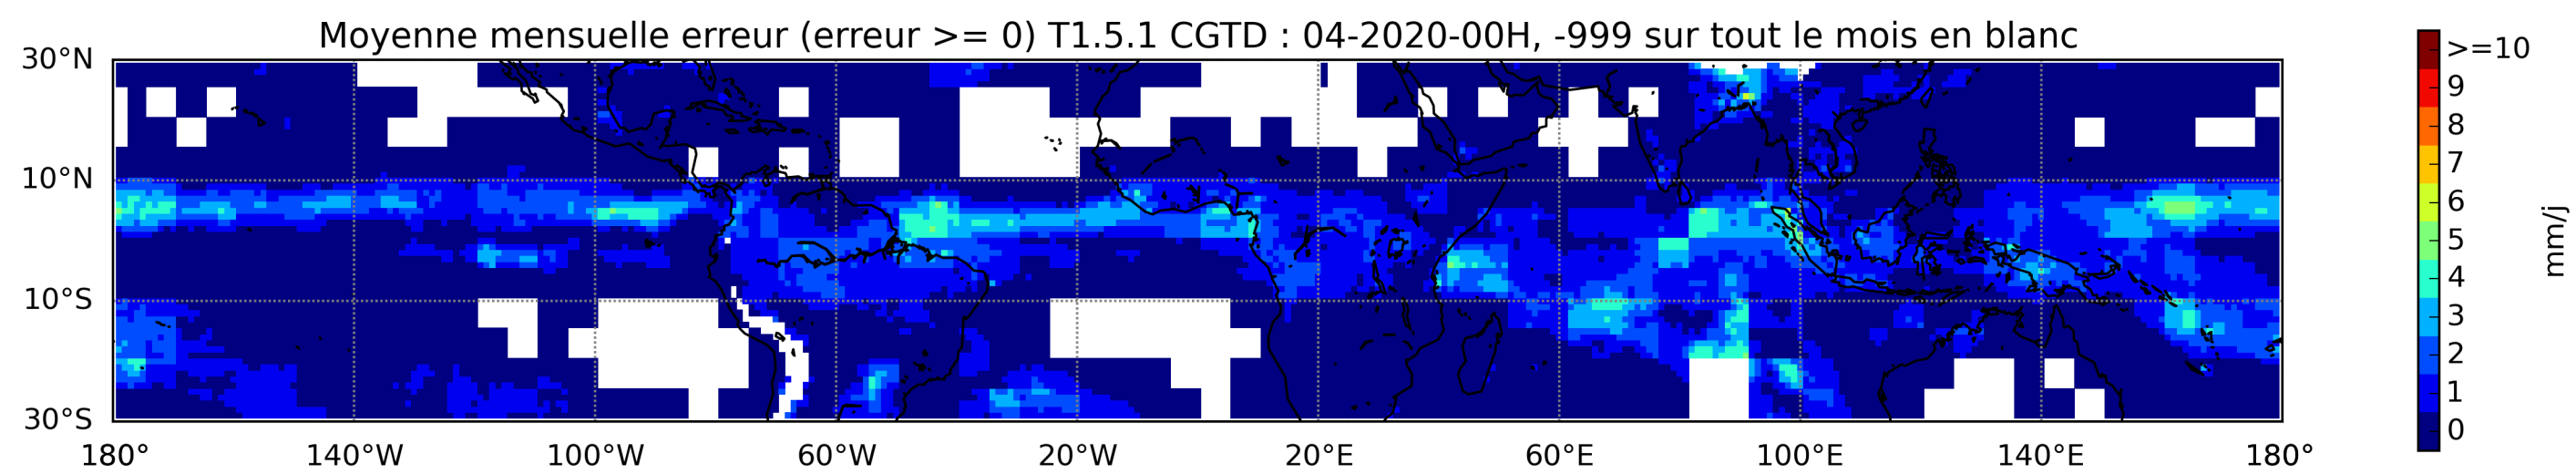 Moyenne mensuelle erreur (erreur >= 0) T1.5.1 CGTD : 04-2020-00H, -999 sur tout le mois en blanc
30°N
10°N
10°S
30°S
180° 140°W 100°W 60°W 20°W 20°E 60°E 100°E 140°E 180°
>=10
9
8
7
6
5
4
3
2
1
0
mm/j